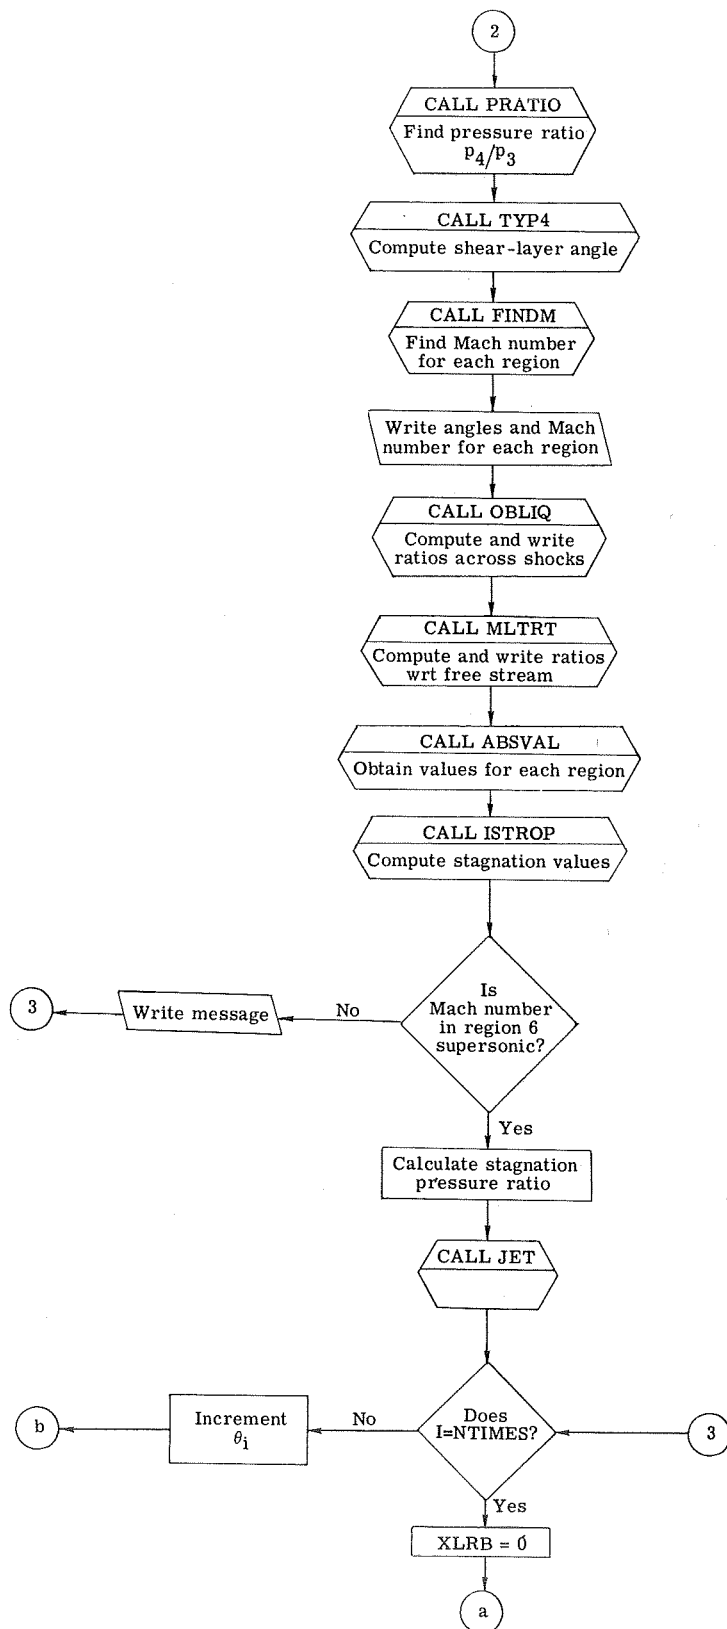 2
CALL PRATIO
Find pressure ratio
p4/p3
CALL TYP4
Compute shear-layer angle
CALL FINDM
Find Mach number
for each region
Write angles and Mach
number for each region
CALL OBLIQ
Compute and write
ratios across shocks
CALL MLTRT
Compute and write ratios
wrt free stream
CALL ABSVAL
Obtain values for each region
CALL ISTROP
Compute stagnation values
Is
Mach number
in region 6
supersonic?
No
Write message
3
Yes
Calculate stagnation
pressure ratio
CALL JET
Does
I=NTIMES?
3
No
Increment
θi
b
Yes
XLRB = 0
a